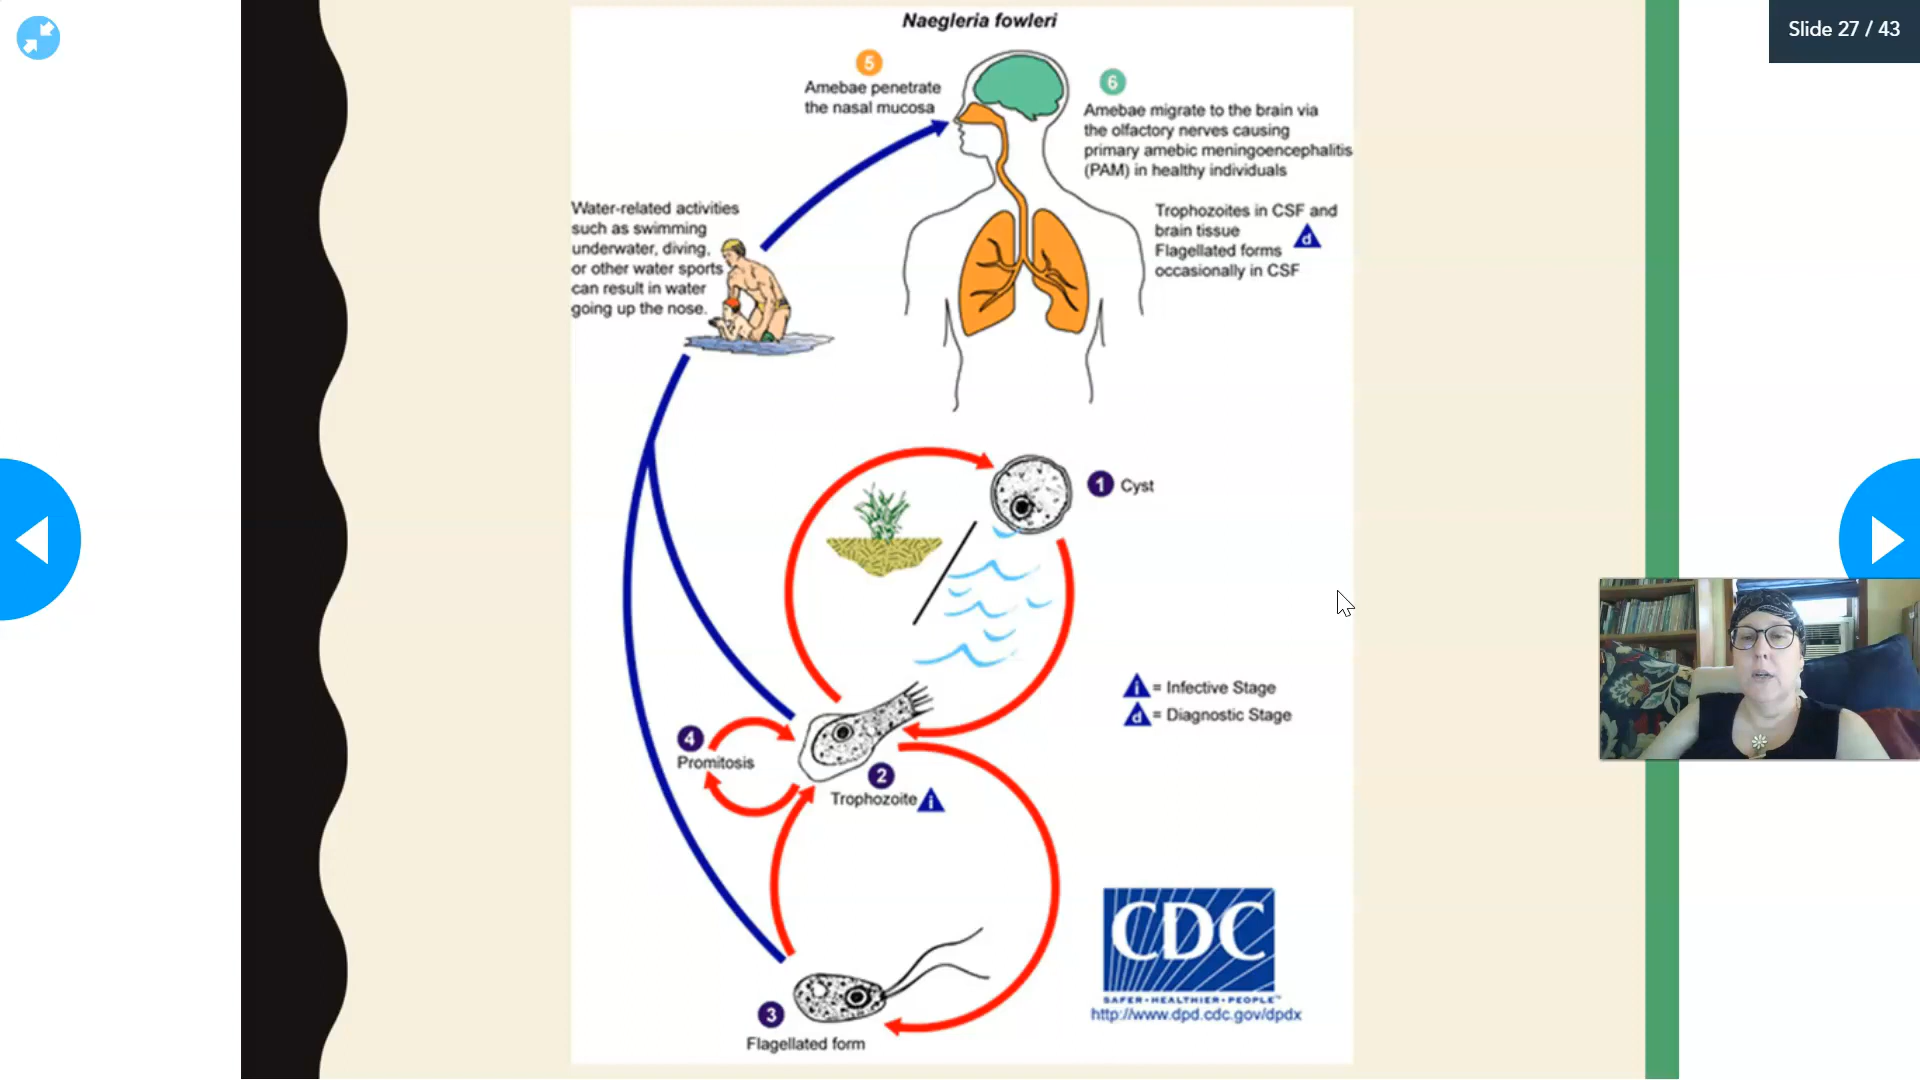 Slide 27 / 43
Naegleria fowleri
5
Amebae penetrate
the nasal mucosa
6
Amebae migrate to the brain via
the olfactory nerves causing
primary amebic meningoencephalitis
(PAM) in healthy individuals
Trophozoites in CSF and
brain tissue
Flagellated forms
occasionally in CSF
d
Water-related activities
such as swimming
underwater, diving,
or other water sports
can result in water
going up the nose.
1 Cyst
i = Infective Stage
d = Diagnostic Stage
4
Promitosis
2
Trophozoite i
3
Flagellated form
CDC
SAFER•HEALTHIER•PEOPLE™
http://www.dpd.cdc.gov/dpdx